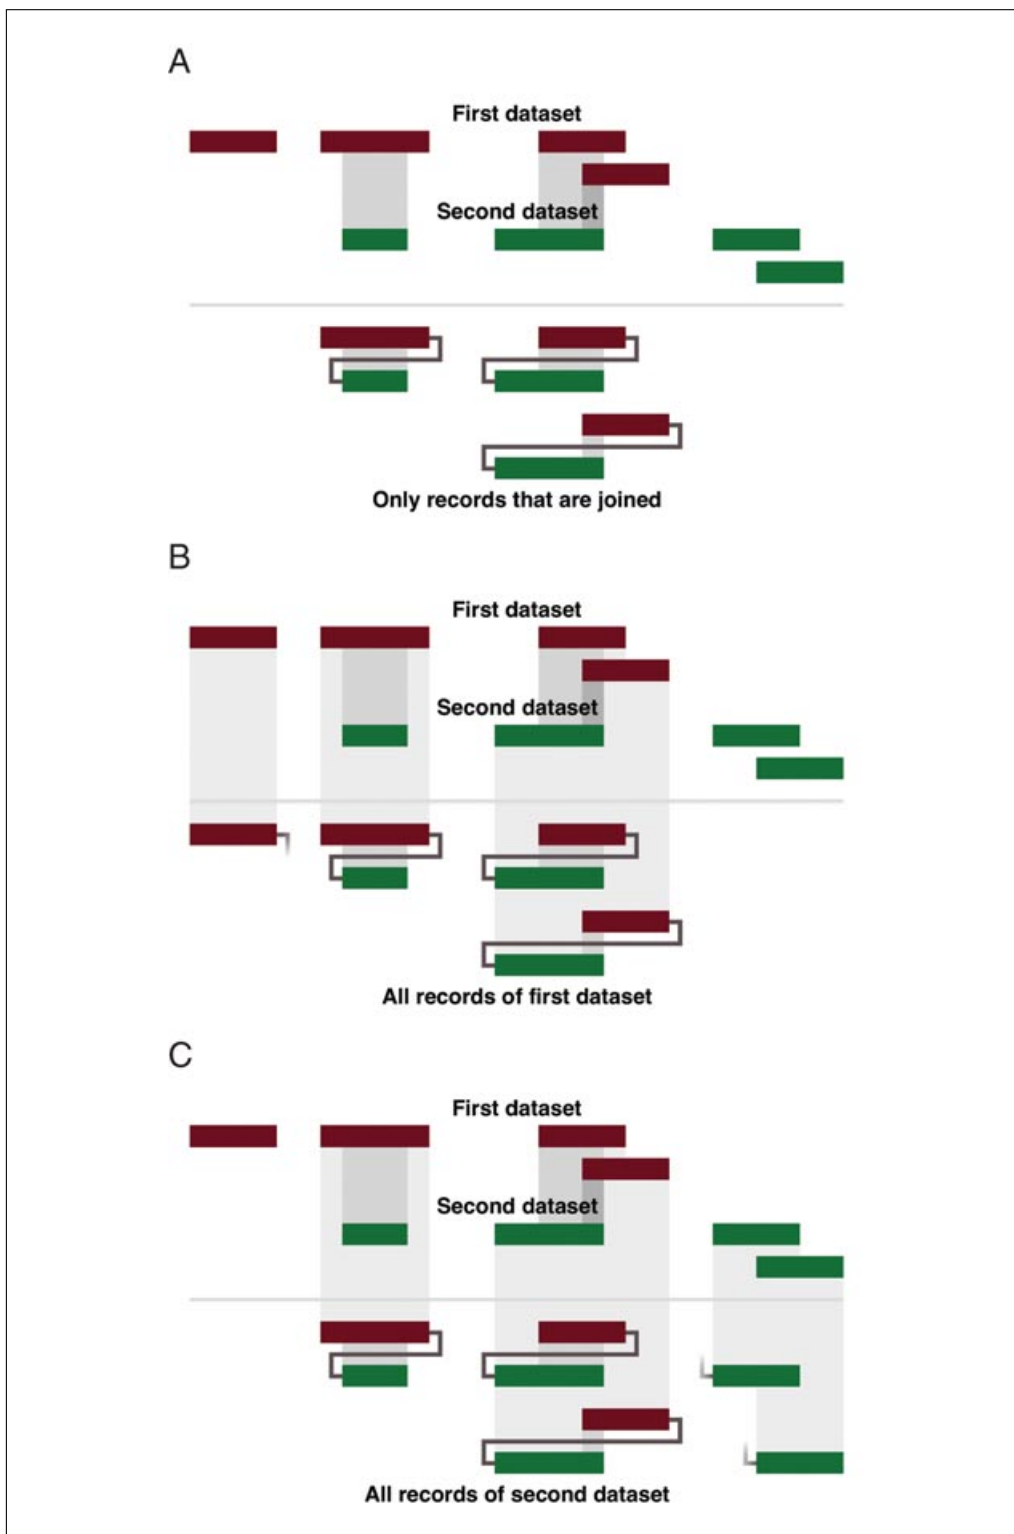 A
First dataset
Second dataset
Only records that are joined
B
First dataset
Second dataset
All records of first dataset
C
First dataset
Second dataset
All records of second dataset